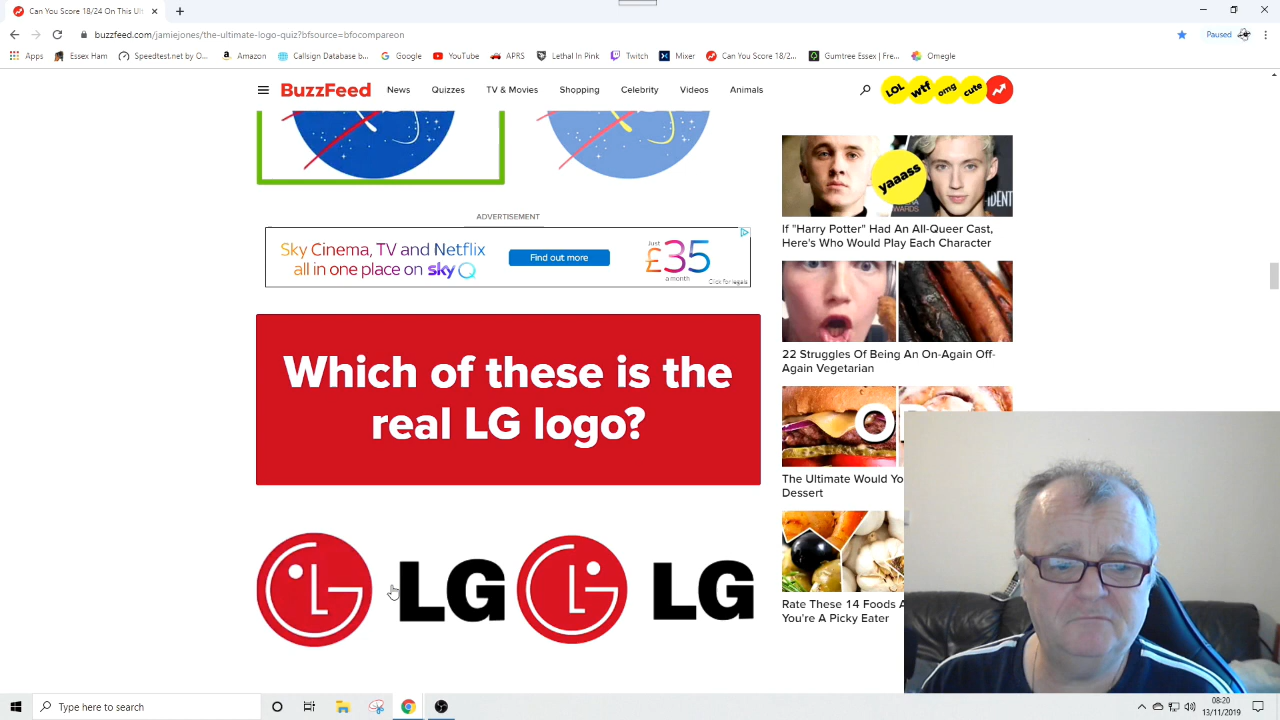 Can You Score 18/24 On This Ult
buzzfeed.com/jamiejones/the-ultimate-logo-quiz?bfsource=bfocompareon
Paused
Apps
Essex Ham
Speedtest.net by O...
Amazon
Callsign Database b...
Google
YouTube
APRS
Lethal In Pink
Twitch
Mixer
Can You Score 18/2...
Gumtree Essex | Fre...
Omegle
BuzzFeed
News
Quizzes
TV & Movies
Shopping
Celebrity
Videos
Animals
LOL
wtf
omg
cute
yaaass
If "Harry Potter" Had An All-Queer Cast,
Here's Who Would Play Each Character
ADVERTISEMENT
Sky Cinema, TV and Netflix
all in one place on sky Q
Find out more
Just
£35
a month
Click for legals
22 Struggles Of Being An On-Again Off-
Again Vegetarian
Which of these is the
real LG logo?
The Ultimate Would Yo
Dessert
LG
LG
Rate These 14 Foods A
You're A Picky Eater
Type here to search
08:20
13/11/2019